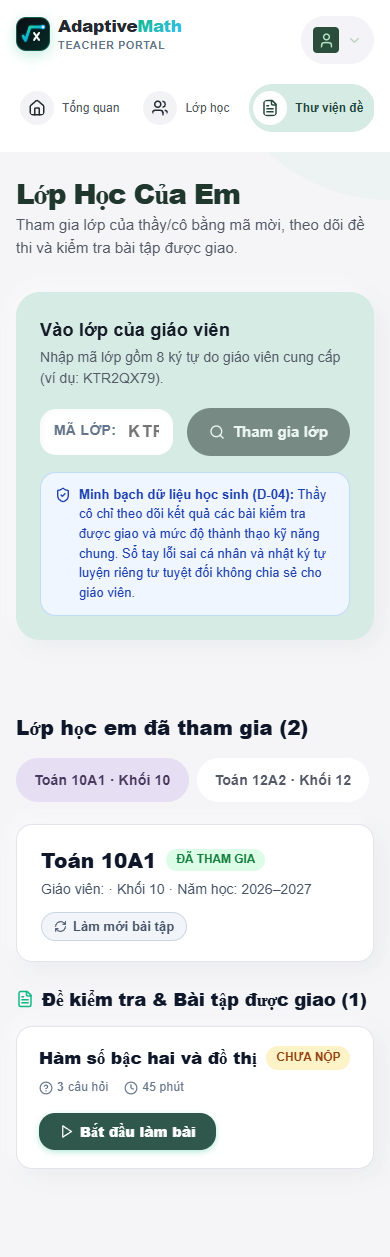 AdaptiveMath
TEACHER PORTAL
Tổng quan
Lớp học
Thư viện đề
Lớp Học Của Em
Tham gia lớp của thầy/cô bằng mã mời, theo dõi đề
thi và kiểm tra bài tập được giao.
Vào lớp của giáo viên
Nhập mã lớp gồm 8 ký tự do giáo viên cung cấp
(ví dụ: KTR2QX79).
MÃ LỚP: KTR
Tham gia lớp
Minh bạch dữ liệu học sinh (D-04): Thầy
cô chỉ theo dõi kết quả các bài kiểm tra
được giao và mức độ thành thạo kỹ năng
chung. Sổ tay lỗi sai cá nhân và nhật ký tự
luyện riêng tư tuyệt đối không chia sẻ cho
giáo viên.
Lớp học em đã tham gia (2)
Toán 10A1 · Khối 10
Toán 12A2 · Khối 12
Toán 10A1 ĐÃ THAM GIA
Giáo viên: · Khối 10 · Năm học: 2026–2027
Làm mới bài tập
Đề kiểm tra & Bài tập được giao (1)
Hàm số bậc hai và đồ thị CHƯA NỘP
3 câu hỏi 45 phút
Bắt đầu làm bài